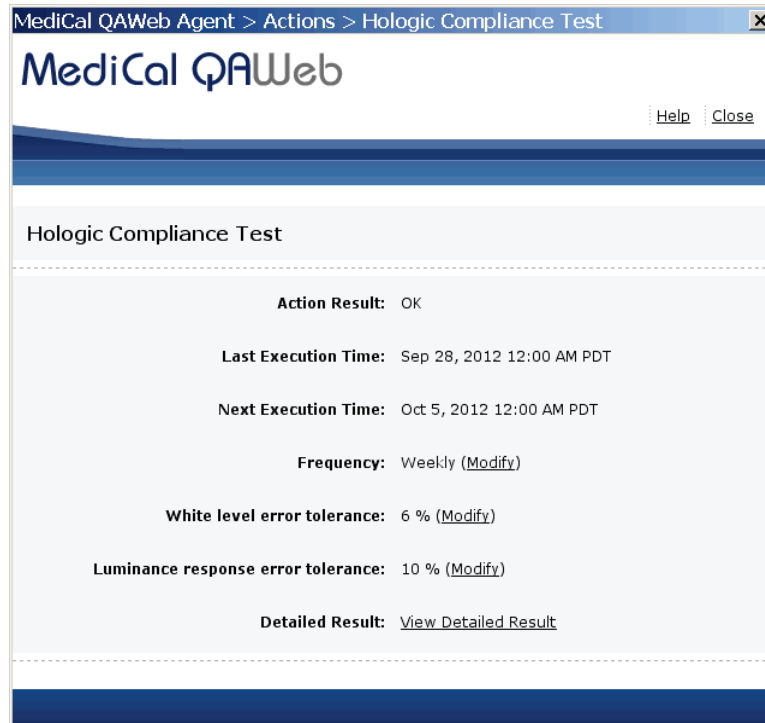 MediCal QAWeb Agent > Actions > Hologic Compliance Test
MediCal QAWeb
Help Close
Hologic Compliance Test
Action Result: OK
Last Execution Time: Sep 28, 2012 12:00 AM PDT
Next Execution Time: Oct 5, 2012 12:00 AM PDT
Frequency: Weekly (Modify)
White level error tolerance: 6 % (Modify)
Luminance response error tolerance: 10 % (Modify)
Detailed Result: View Detailed Result